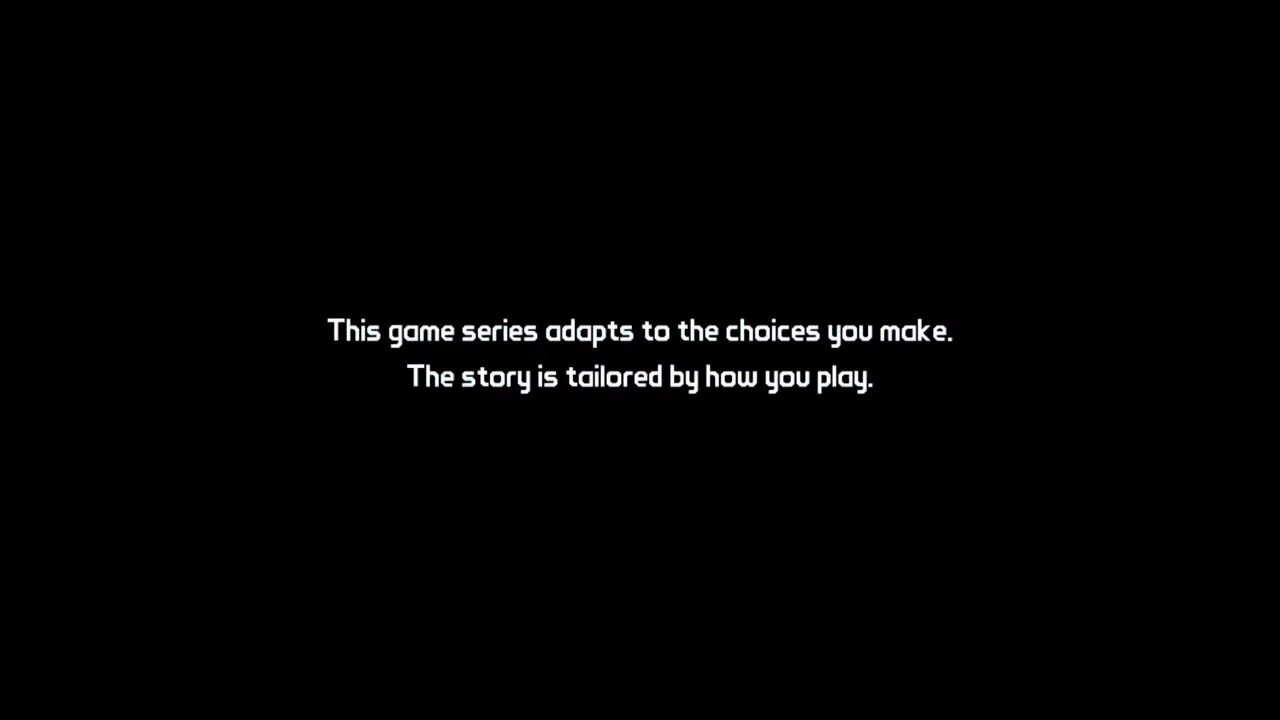 This game series adapts to the choices you make.
The story is tailored by how you play.